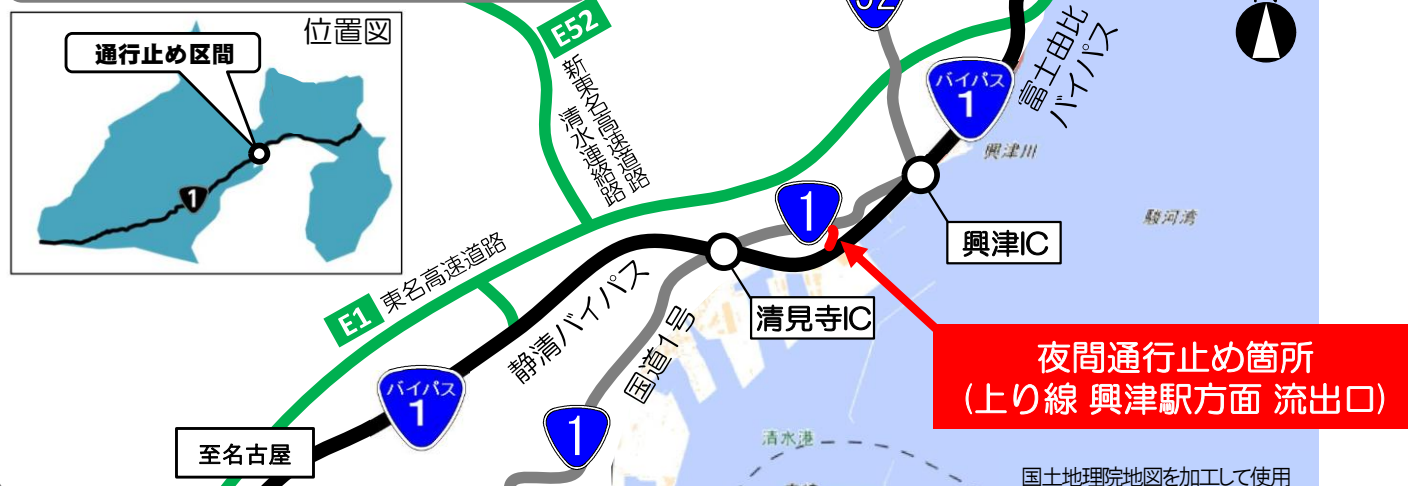 位置図
通行止め区間
1
E52
新東名高速道路
清水連絡路
バイパス
1
富士由比
バイパス
興津川
駿河湾
1
興津IC
E1
東名高速道路
静清バイパス
清見寺IC
国道1号
夜間通行止め箇所
(上り線 興津駅方面 流出口)
バイパス
1
1
至名古屋
清水港
国土地理院地図を加工して使用